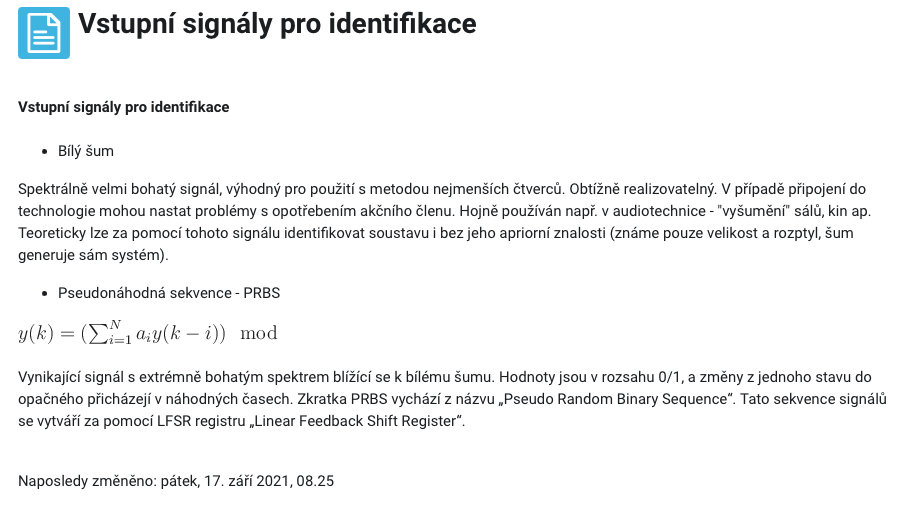 Vstupní signály pro identifikace
Vstupní signály pro identifikace
• Bílý šum
Spektrálně velmi bohatý signál, výhodný pro použití s metodou nejmenších čtverců. Obtížně realizovatelný. V případě připojení do
technologie mohou nastat problémy s opotřebením akčního členu. Hojně používán např. v audiotechnice - "vyšumění" sálů, kin ap.
Teoreticky lze za pomocí tohoto signálu identifikovat soustavu i bez jeho apriorní znalosti (známe pouze velikost a rozptyl, šum
generuje sám systém).
• Pseudonáhodná sekvence - PRBS
y(k) = (∑_{i=1}^{N} a_i y(k − i)) mod
Vynikající signál s extrémně bohatým spektrem blížící se k bílému šumu. Hodnoty jsou v rozsahu 0/1, a změny z jednoho stavu do
opačného přicházejí v náhodných časech. Zkratka PRBS vychází z názvu „Pseudo Random Binary Sequence“. Tato sekvence signálů
se vytváří za pomocí LFSR registru „Linear Feedback Shift Register“.
Naposledy změněno: pátek, 17. září 2021, 08.25